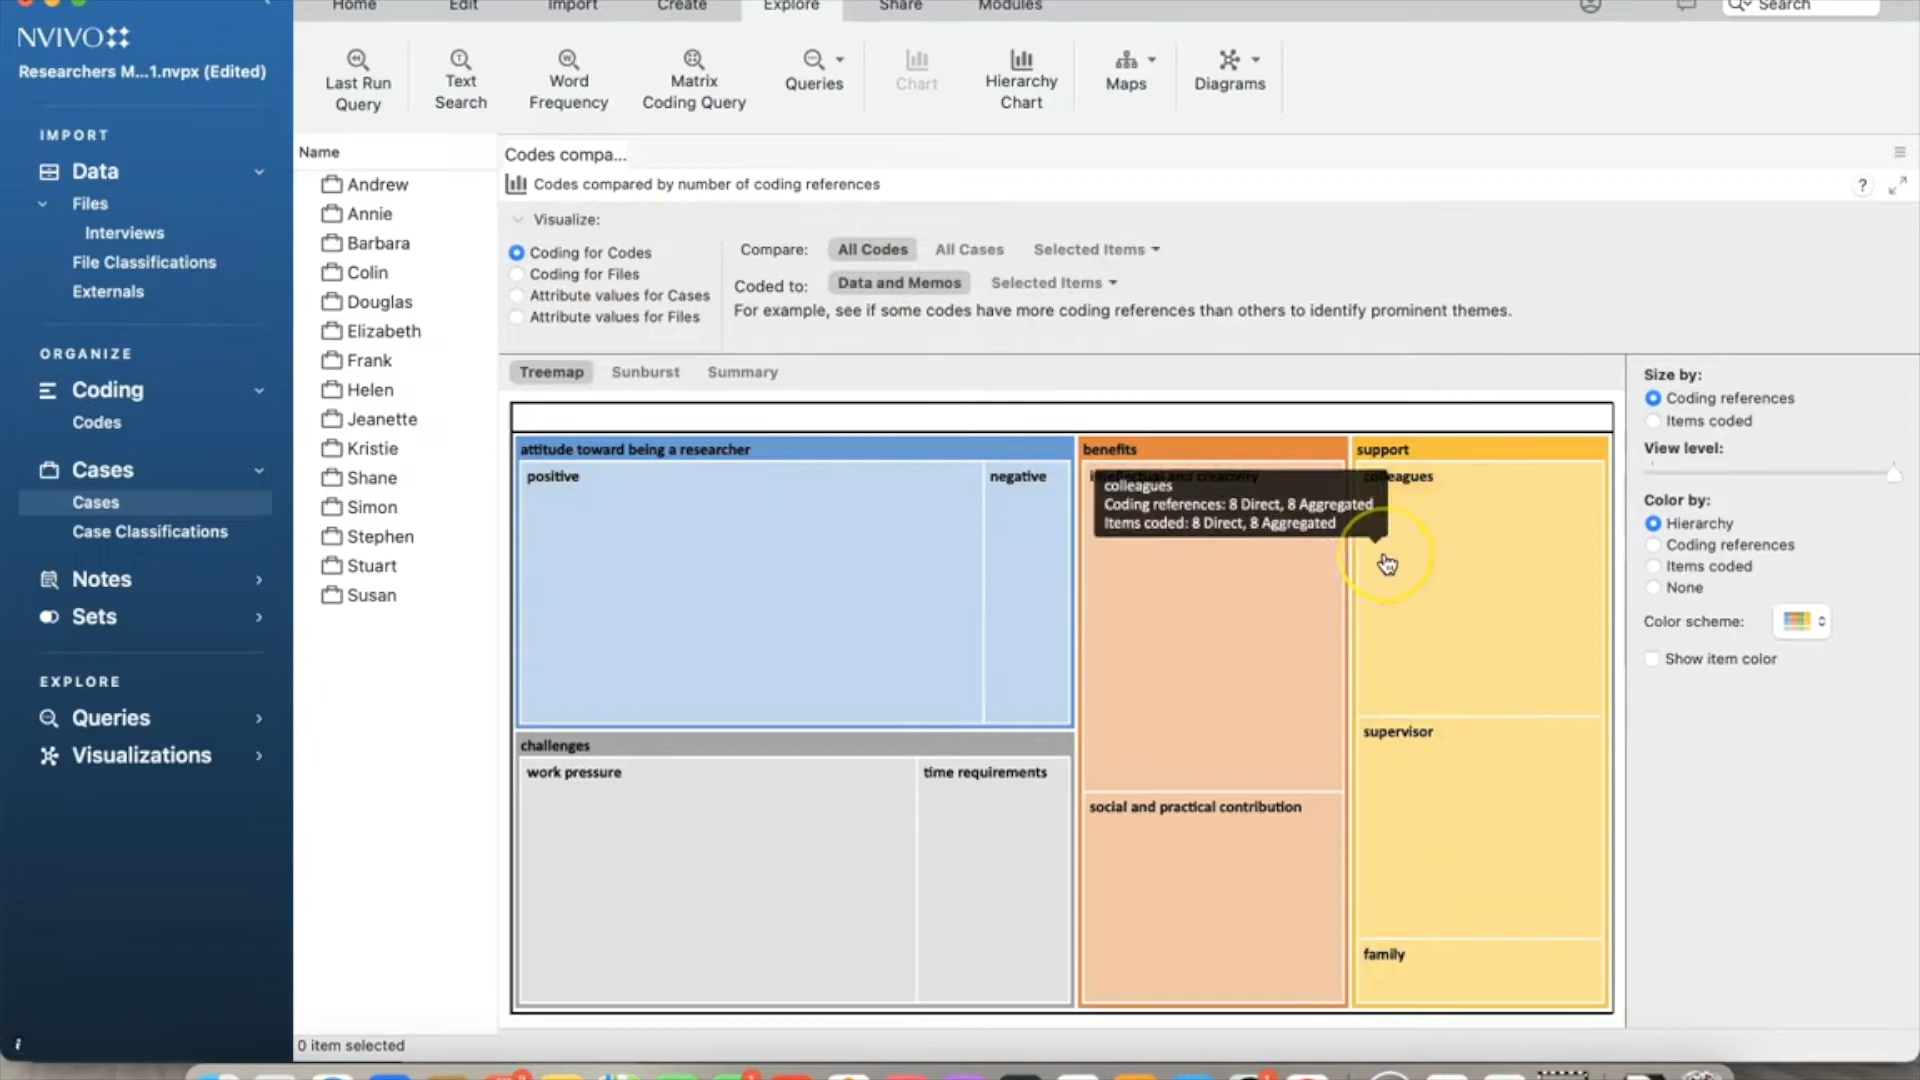 Home Edit Import Create Explore Share Modules Search
NVIVO
Researchers M...1.nvpx (Edited)
Last Run Query
Text Search
Word Frequency
Matrix Coding Query
Queries
Chart
Hierarchy Chart
Maps
Diagrams
IMPORT
Data
Files
Interviews
File Classifications
Externals
ORGANIZE
Coding
Codes
Cases
Cases
Case Classifications
Notes
Sets
EXPLORE
Queries
Visualizations
i
Name
Andrew
Annie
Barbara
Colin
Douglas
Elizabeth
Frank
Helen
Jeanette
Kristie
Shane
Simon
Stephen
Stuart
Susan
0 item selected
Codes compa...
Codes compared by number of coding references
?
Visualize:
Coding for Codes
Coding for Files
Attribute values for Cases
Attribute values for Files
Compare: All Codes All Cases Selected Items
Coded to: Data and Memos Selected Items
For example, see if some codes have more coding references than others to identify prominent themes.
Treemap Sunburst Summary
attitude toward being a researcher
positive
negative
challenges
work pressure
time requirements
benefits
intellectual and creativity
colleagues
Coding references: 8 Direct, 8 Aggregated
Items coded: 8 Direct, 8 Aggregated
social and practical contribution
support
colleagues
supervisor
family
Size by:
Coding references
Items coded
View level:
Color by:
Hierarchy
Coding references
Items coded
None
Color scheme:
Show item color